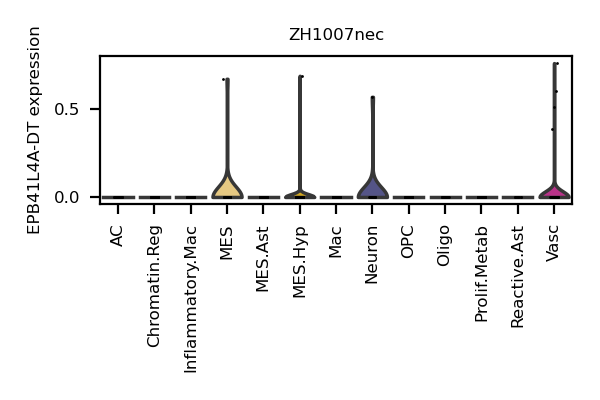 ZH1007nec
EPB41L4A-DT expression
0.5
0.0
AC
Chromatin.Reg
Inflammatory.Mac
MES
MES.Ast
MES.Hyp
Mac
Neuron
OPC
Oligo
Prolif.Metab
Reactive.Ast
Vasc